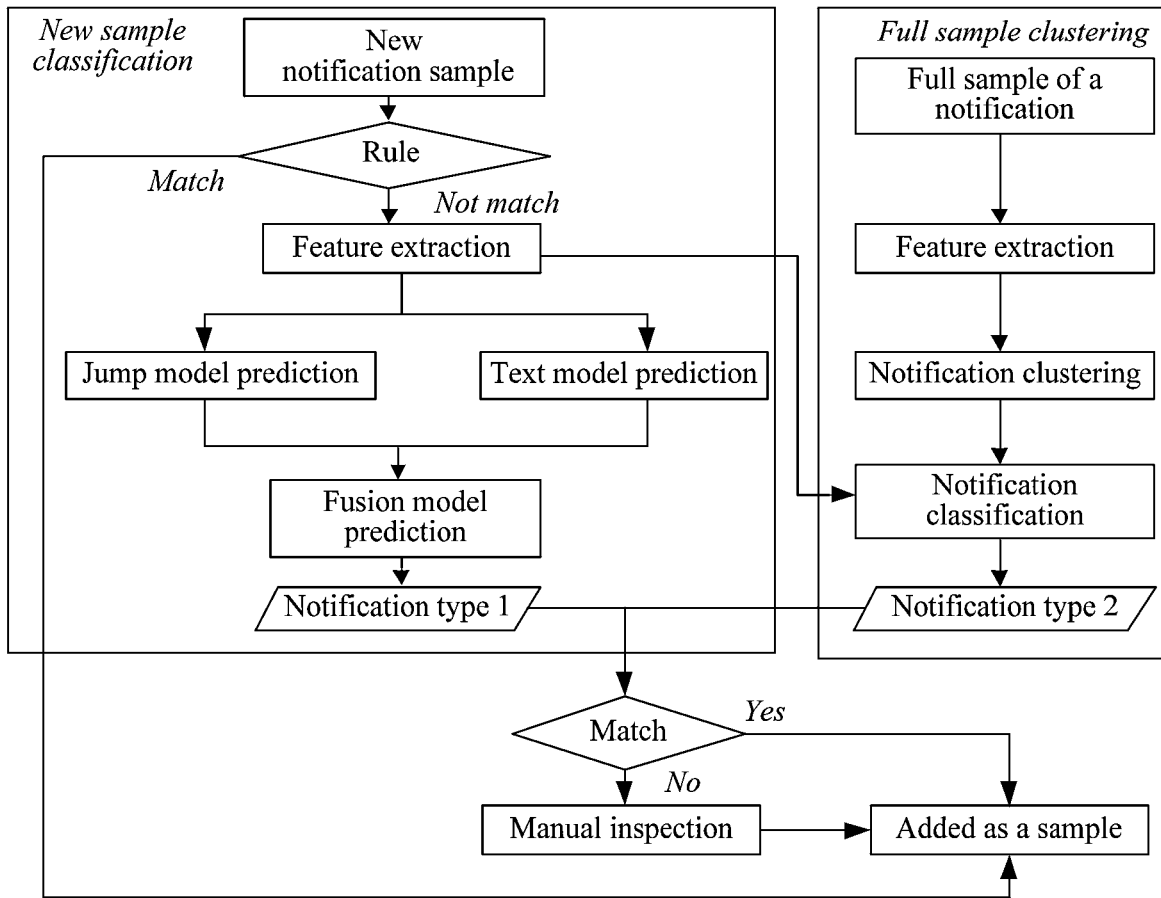 New sample
classification
New
notification sample
Rule
Match
Not match
Feature extraction
Jump model prediction
Text model prediction
Fusion model
prediction
Notification type 1
Full sample clustering
Full sample of a
notification
Feature extraction
Notification clustering
Notification
classification
Notification type 2
Match
Yes
No
Manual inspection
Added as a sample